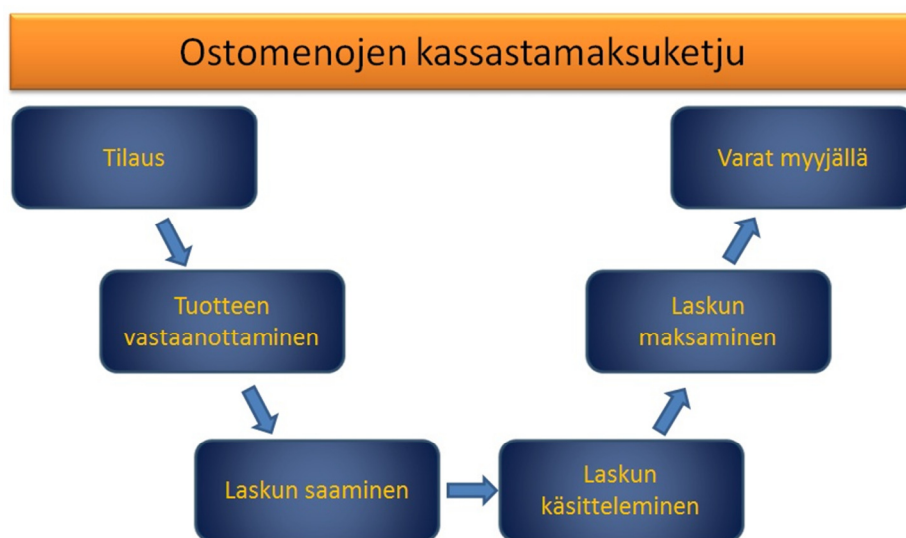 Ostomenojen kassastamaksuketju
Tilaus
Tuotteen
vastaanottaminen
Laskun saaminen
Laskun
käsitteleminen
Laskun
maksaminen
Varat myyjällä